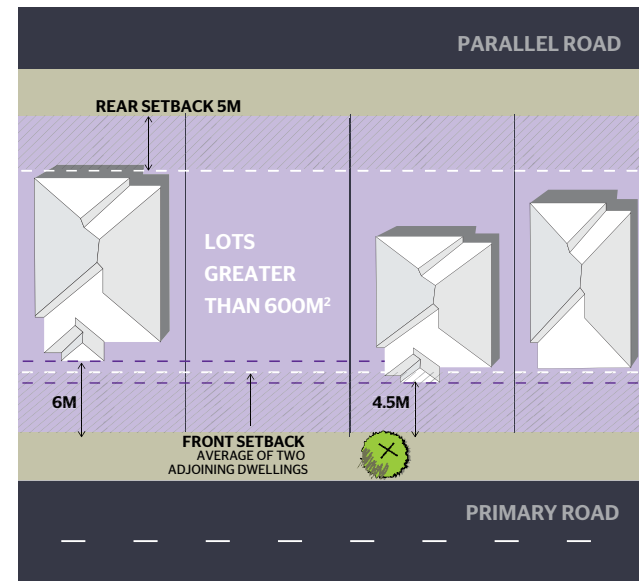 PARALLEL ROAD
REAR SETBACK 5M
LOTS
GREATER
THAN 600M²
6M
4.5M
FRONT SETBACK
AVERAGE OF TWO
ADJOINING DWELLINGS
PRIMARY ROAD